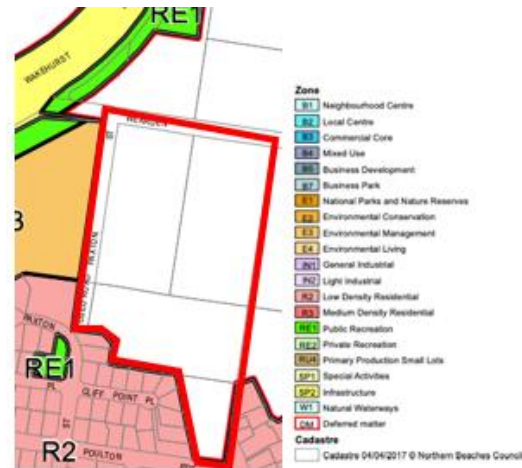 RE1
WAKEHURST
ST
PAXTON
PAXTON
RE1
PL
CLIFF POINT PL
ST
R2
POULTON
Zone
B1 Neighbourhood Centre
B2 Local Centre
B3 Commercial Core
B4 Mixed Use
B5 Business Development
B7 Business Park
E1 National Parks and Nature Reserves
E2 Environmental Conservation
E3 Environmental Management
E4 Environmental Living
IN1 General Industrial
IN2 Light Industrial
R2 Low Density Residential
R3 Medium Density Residential
RE1 Public Recreation
RE2 Private Recreation
RU4 Primary Production Small Lots
SP1 Special Activities
SP2 Infrastructure
W1 Natural Waterways
DM Deferred matter
Cadastre
Cadastre 04/04/2017 © Northern Beaches Council